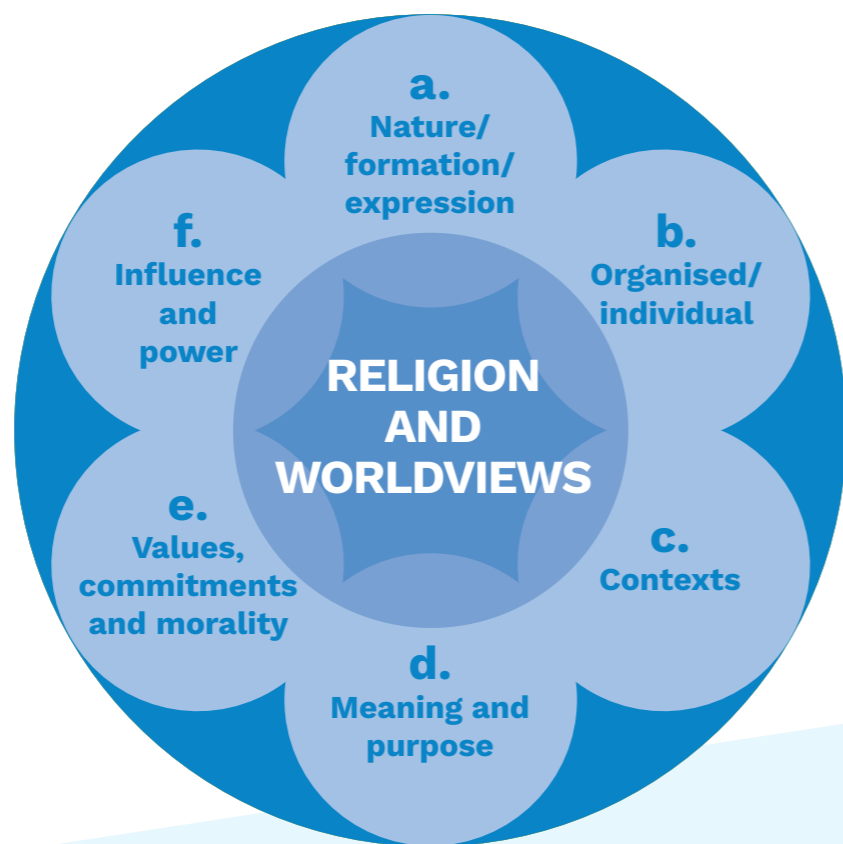 a.
Nature/
formation/
expression
b.
Organised/
individual
c.
Contexts
d.
Meaning and
purpose
e.
Values,
commitments
and morality
f.
Influence
and
power
RELIGION
AND
WORLDVIEWS